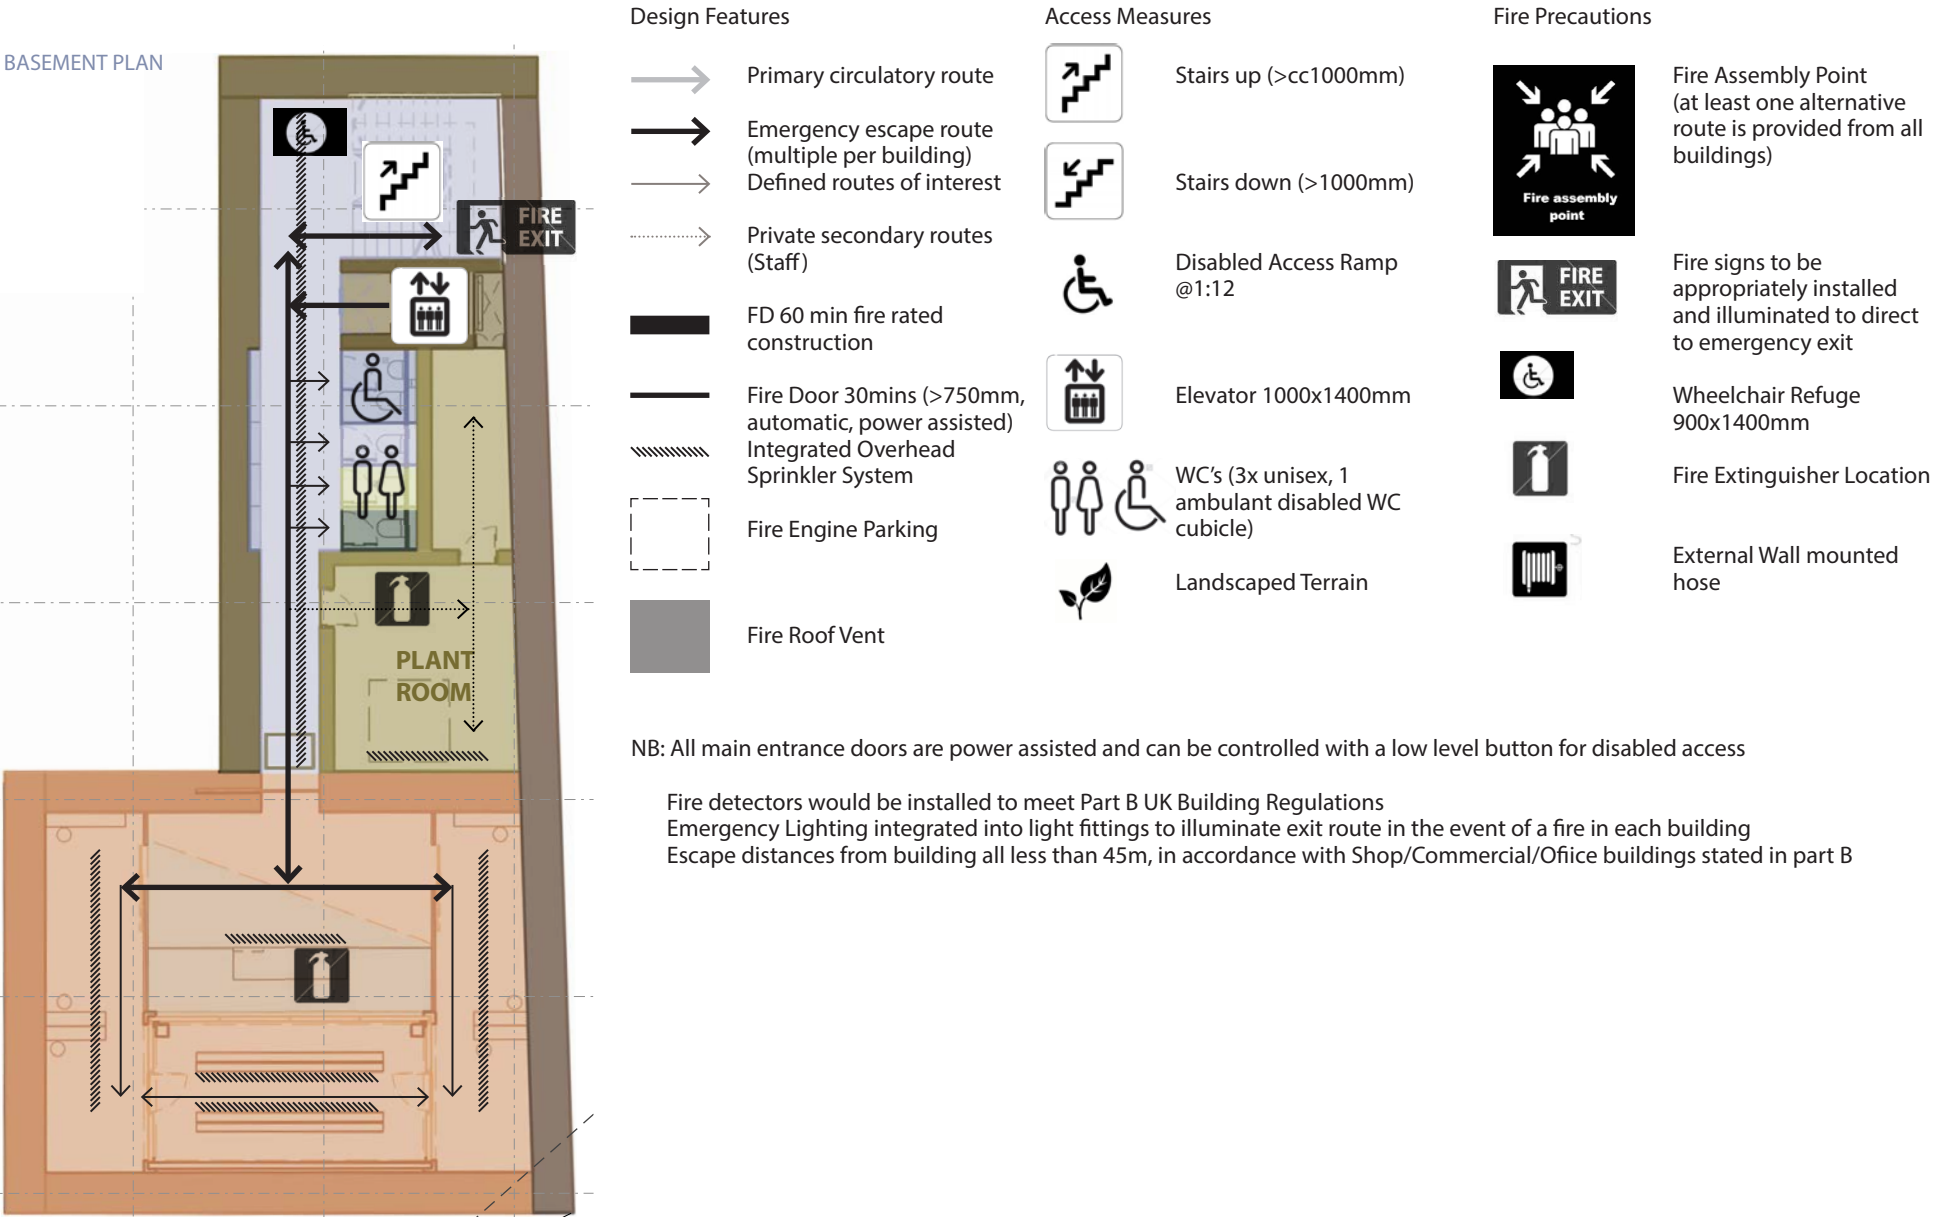 BASEMENT PLAN
FIRE
EXIT
PLANT
ROOM
Design Features
Primary circulatory route
Emergency escape route
(multiple per building)
Defined routes of interest
Private secondary routes
(Staff)
FD 60 min fire rated
construction
Fire Door 30mins (>750mm,
automatic, power assisted)
Integrated Overhead
Sprinkler System
Fire Engine Parking
Fire Roof Vent
Access Measures
Stairs up (>cc1000mm)
Stairs down (>1000mm)
Disabled Access Ramp
@1:12
Elevator 1000x1400mm
WC's (3x unisex, 1
ambulant disabled WC
cubicle)
Landscaped Terrain
Fire Precautions
Fire assembly
point
Fire Assembly Point
(at least one alternative
route is provided from all
buildings)
FIRE
EXIT
Fire signs to be
appropriately installed
and illuminated to direct
to emergency exit
Wheelchair Refuge
900x1400mm
Fire Extinguisher Location
External Wall mounted
hose
NB: All main entrance doors are power assisted and can be controlled with a low level button for disabled access
Fire detectors would be installed to meet Part B UK Building Regulations
Emergency Lighting integrated into light fittings to illuminate exit route in the event of a fire in each building
Escape distances from building all less than 45m, in accordance with Shop/Commercial/Ofiice buildings stated in part B